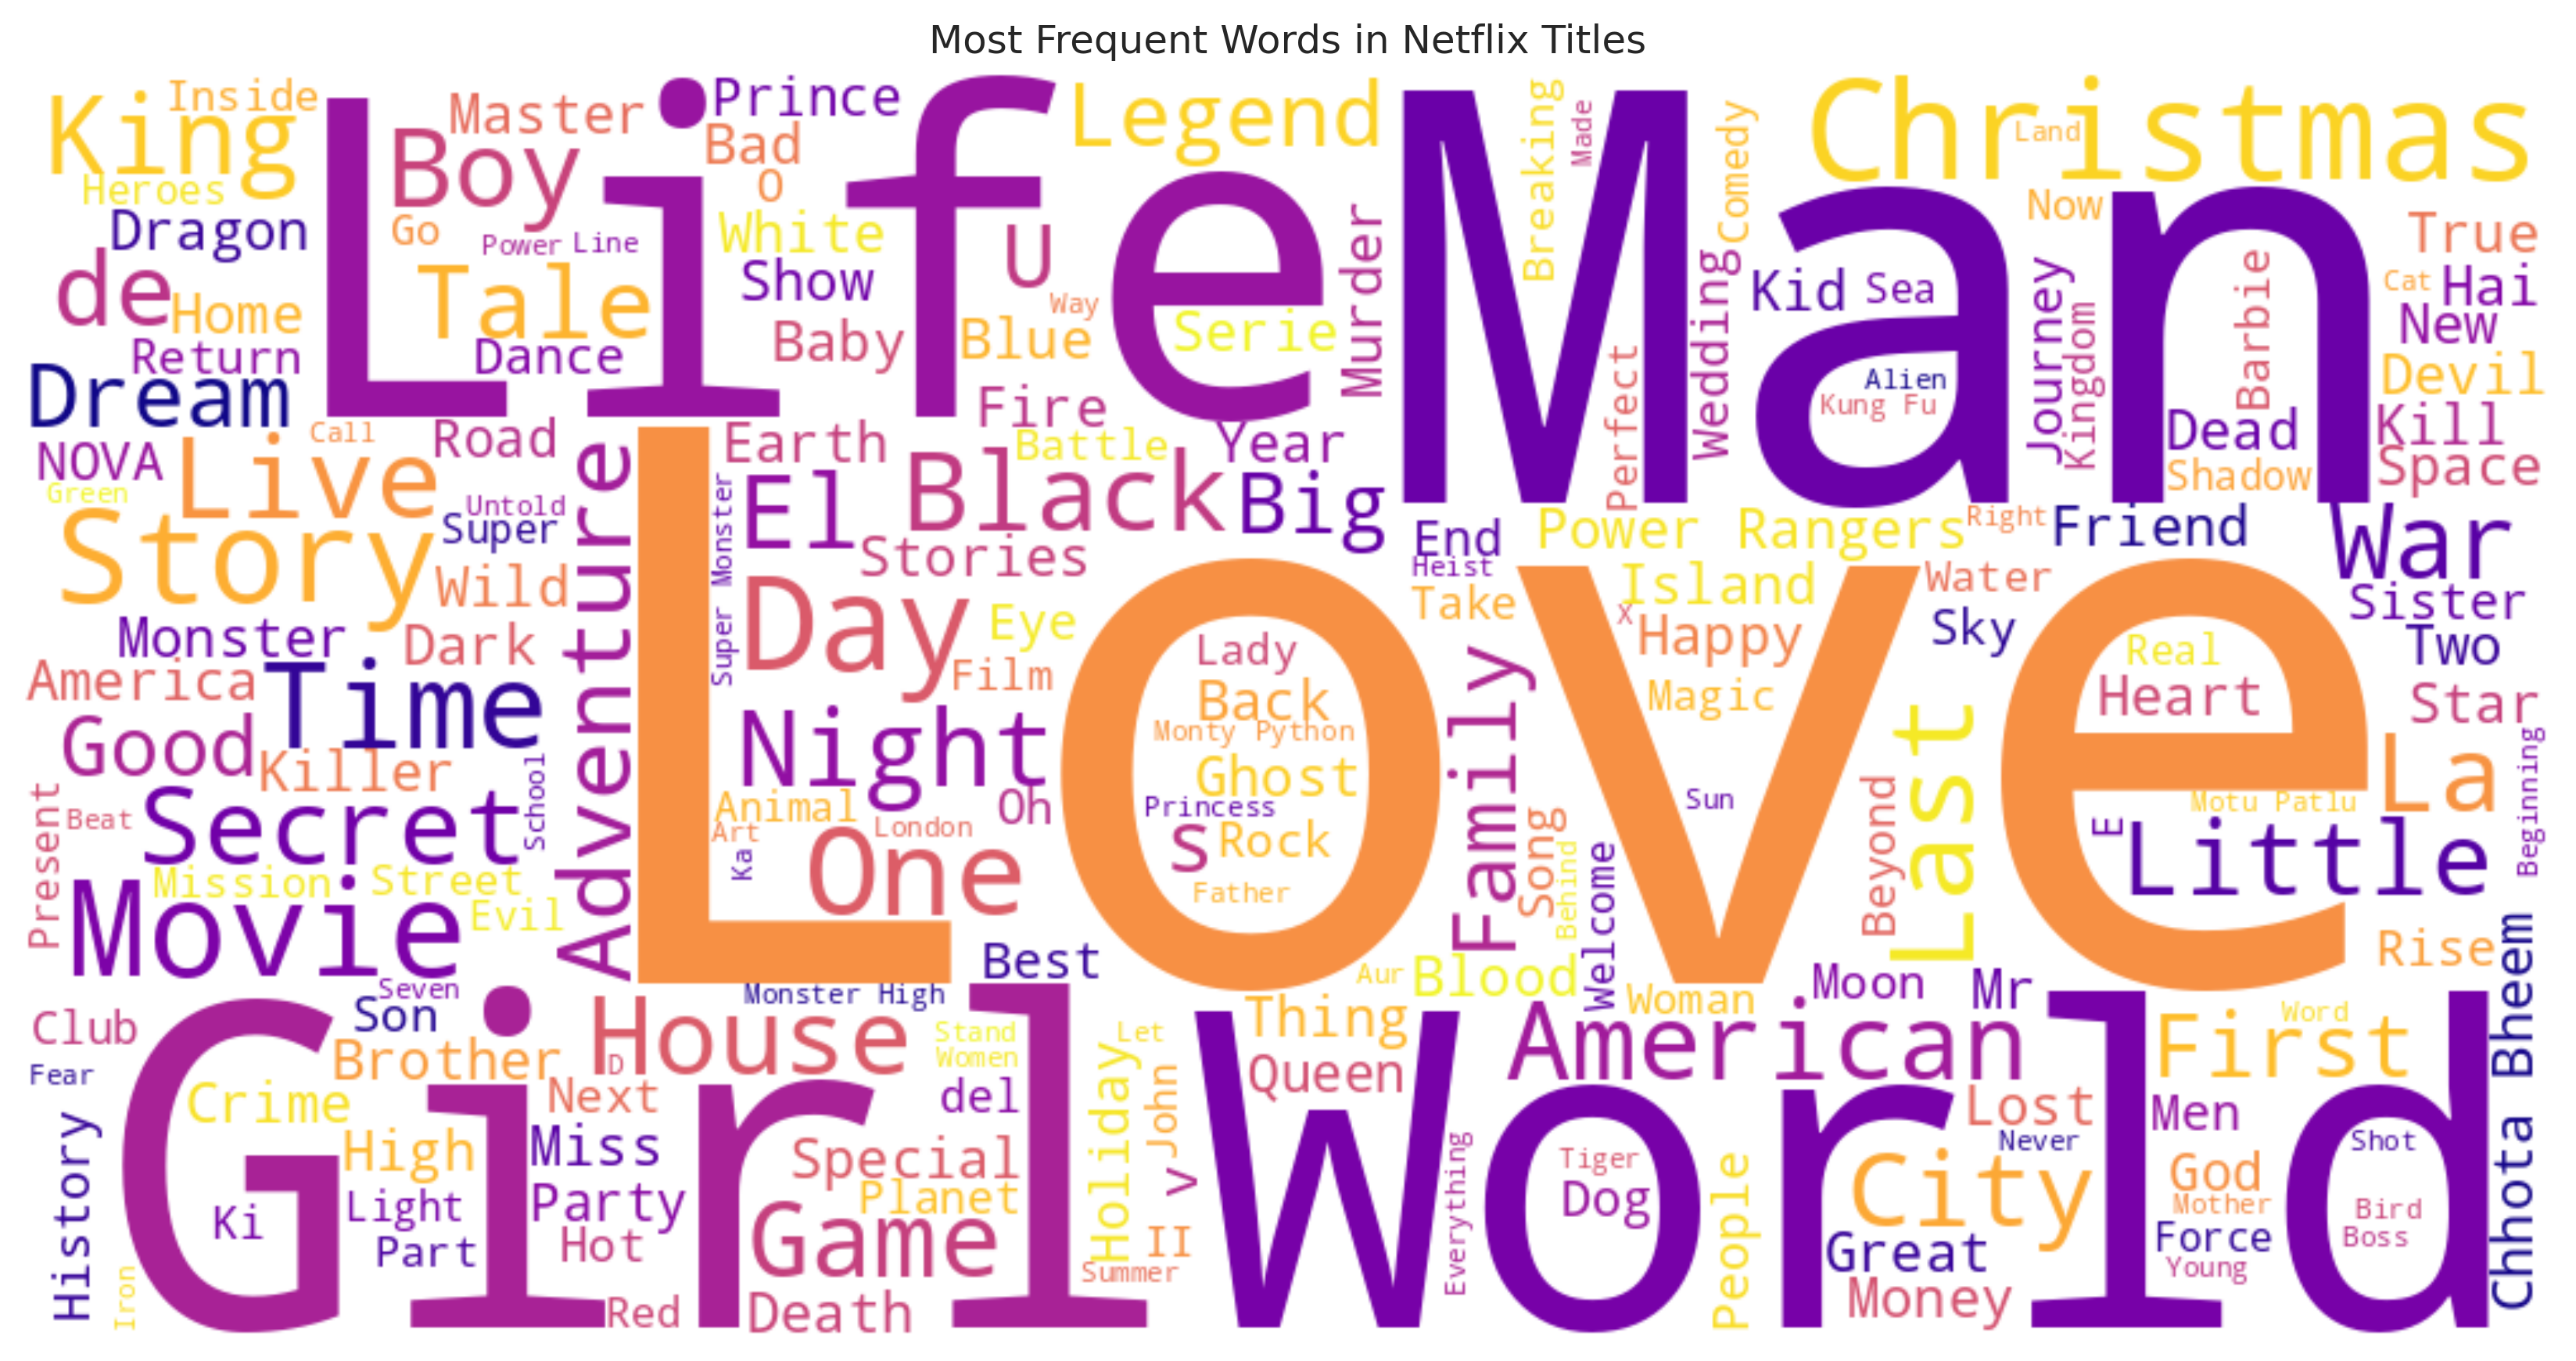 Most Frequent Words in Netflix Titles
King
Inside
Heroes
Dragon
de
Home
Return
Dream
Life
Master
Boy
Go
Power Line
Tale
Dance
Prince
Bad
O
White
Show
Baby
Legend
U
Way
Blue
Serie
Fire
Murder
Man
Breaking
Made
Comedy
Christmas
Land
Now
Kid
Sea
Alien
Kung Fu
Perfect
Wedding
Journey
Kingdom
Barbie
Dead
Shadow
True
Cat
Hai
New
Devil
Kill
Space
NOVA
Green
Live
Call
Road
Untold
Super
Story
Wild
Monster
Dark
America
Time
Good
Killer
Secret
School
Present
Beat
Mission
Street
Evil
Movie
Adventure
Love
Earth
Battle
Year
Super Monster
El
Black
Big
Stories
Day
Eye
Film
Night
Animal
Art
London
Oh
Ka
One
Best
Monster High
Lady
Back
Monty Python
Ghost
Princess
S
Rock
Father
End
Heist
Take
Power Rangers
Right
Friend
War
Island
X
Happy
Magic
Water
Sky
Sister
Two
Real
Heart
Star
Family
Song
Behind
Welcome
Sun
Beyond
Last
Motu Patlu
La
E
Little
Beginning
Rise
Aur
Blood
Woman
Moon
Mr
Club
Seven
Son
Fear
Brother
Girl
Crime
History
Iron
Ki
High
Light
Part
House
D
Next
Miss
Party
Hot
Red
Stand
Women
del
Special
Planet
Game
Death
Let
Holiday
John
v
II
Summer
World
Thing
Queen
American
Everything
Tiger
Dog
People
First
Word
Lost
Men
Never
City
God
Mother
Great
Force
Young
Money
Shot
Bird
Boss
Chhota Bheem